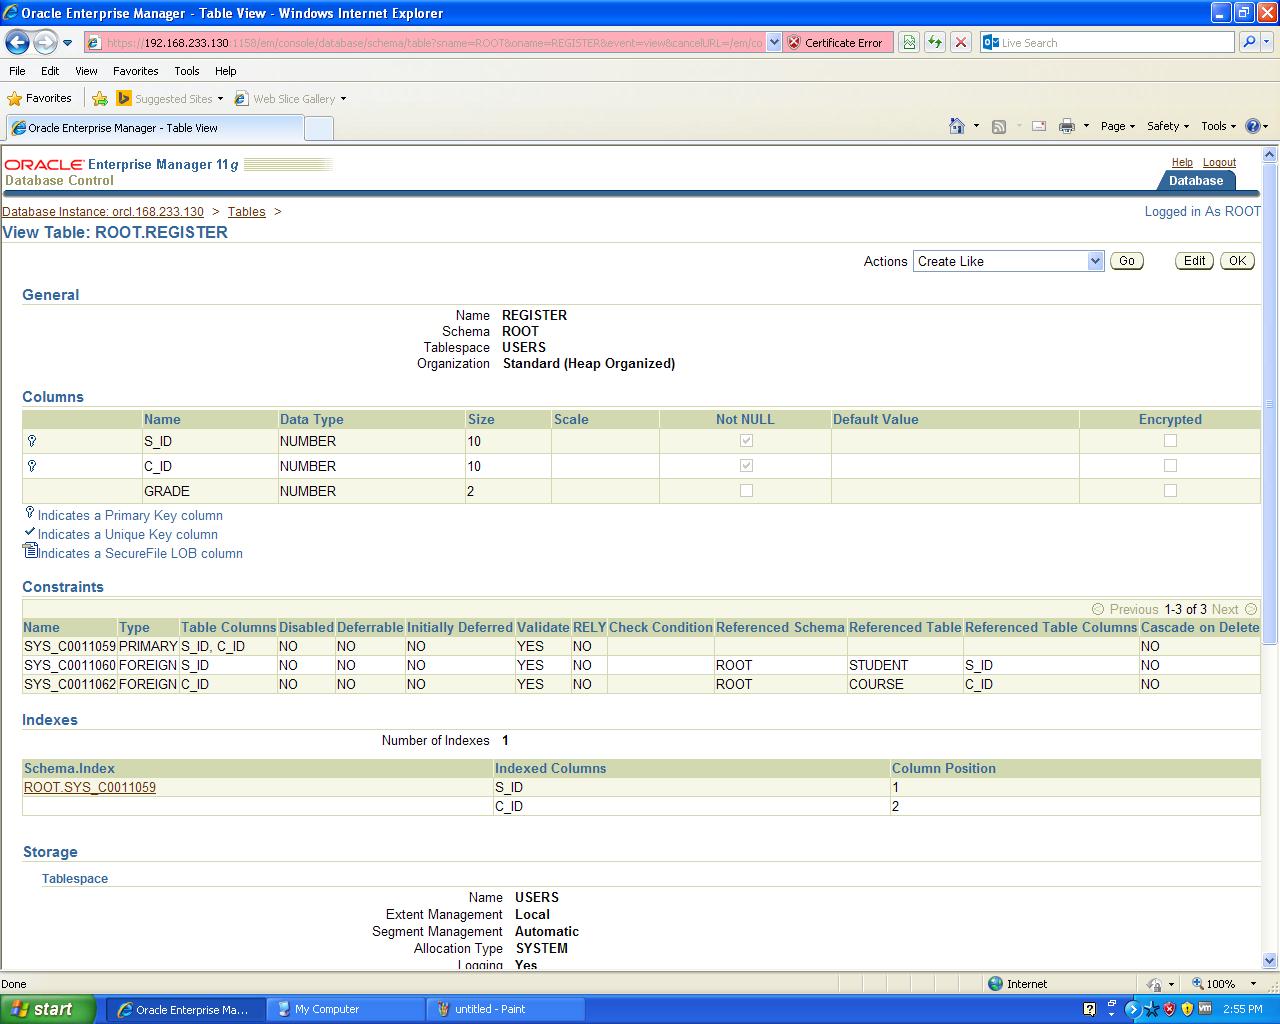 Oracle Enterprise Manager - Table View - Windows Internet Explorer
https://192.168.233.130:1158/em/console/database/schema/table?sname=ROOT&oname=REGISTER&event=view&cancelURL=/em/co Certificate Error Live Search
File Edit View Favorites Tools Help
Favorites Suggested Sites Web Slice Gallery
Oracle Enterprise Manager - Table View Page Safety Tools
ORACLE Enterprise Manager 11g Help Logout
Database Control Database
Database Instance: orcl.168.233.130 > Tables > Logged in As ROOT
View Table: ROOT.REGISTER
Actions Create Like Go Edit OK
General
Name REGISTER
Schema ROOT
Tablespace USERS
Organization Standard (Heap Organized)
Columns
Name Data Type Size Scale Not NULL Default Value Encrypted
S_ID NUMBER 10
C_ID NUMBER 10
GRADE NUMBER 2
Indicates a Primary Key column
Indicates a Unique Key column
Indicates a SecureFile LOB column
Constraints
Previous 1-3 of 3 Next
Name Type Table Columns Disabled Deferrable Initially Deferred Validate RELY Check Condition Referenced Schema Referenced Table Referenced Table Columns Cascade on Delete
SYS_C0011059 PRIMARY S_ID, C_ID NO NO NO YES NO NO
SYS_C0011060 FOREIGN S_ID NO NO NO YES NO ROOT STUDENT S_ID NO
SYS_C0011062 FOREIGN C_ID NO NO NO YES NO ROOT COURSE C_ID NO
Indexes
Number of Indexes 1
Schema.Index Indexed Columns Column Position
ROOT.SYS_C0011059 S_ID 1
C_ID 2
Storage
Tablespace
Name USERS
Extent Management Local
Segment Management Automatic
Allocation Type SYSTEM
Logging Yes
Done Internet 100%
start Oracle Enterprise Ma... My Computer untitled - Paint 2:55 PM